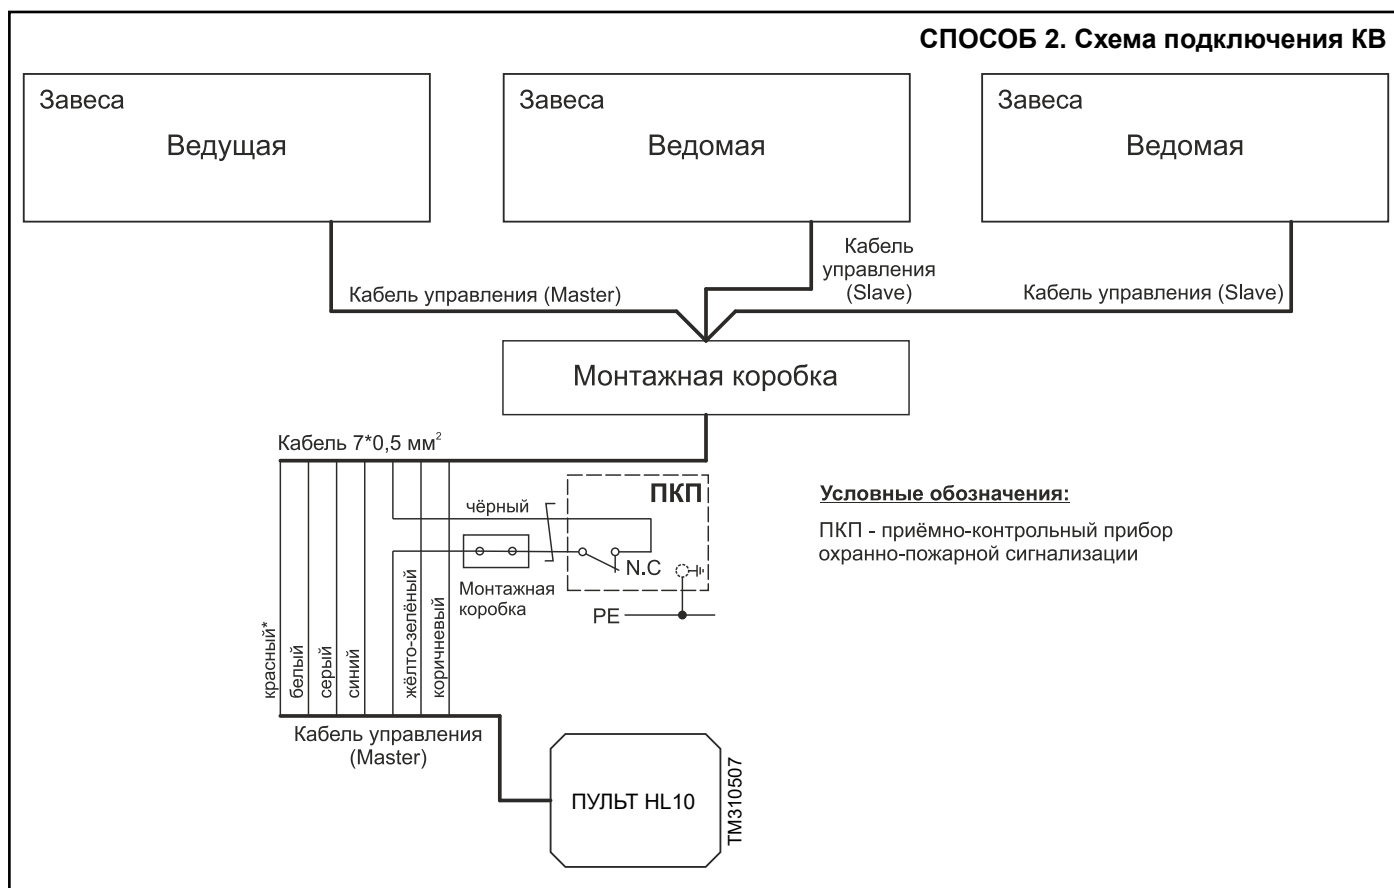 СПОСОБ 2. Схема подключения КВ
Завеса
Ведущая
Завеса
Ведомая
Завеса
Ведомая
Кабель управления (Master)
Кабель
управления
(Slave)
Кабель управления (Slave)
Монтажная коробка
Кабель 7*0,5 мм²
чёрный
ПКП
N.C
Монтажная
коробка
PE
красный*
белый
серый
синий
жёлто-зелёный
коричневый
Условные обозначения:
ПКП - приёмно-контрольный прибор
охранно-пожарной сигнализации
Кабель управления
(Master)
ПУЛЬТ HL10
TM310507